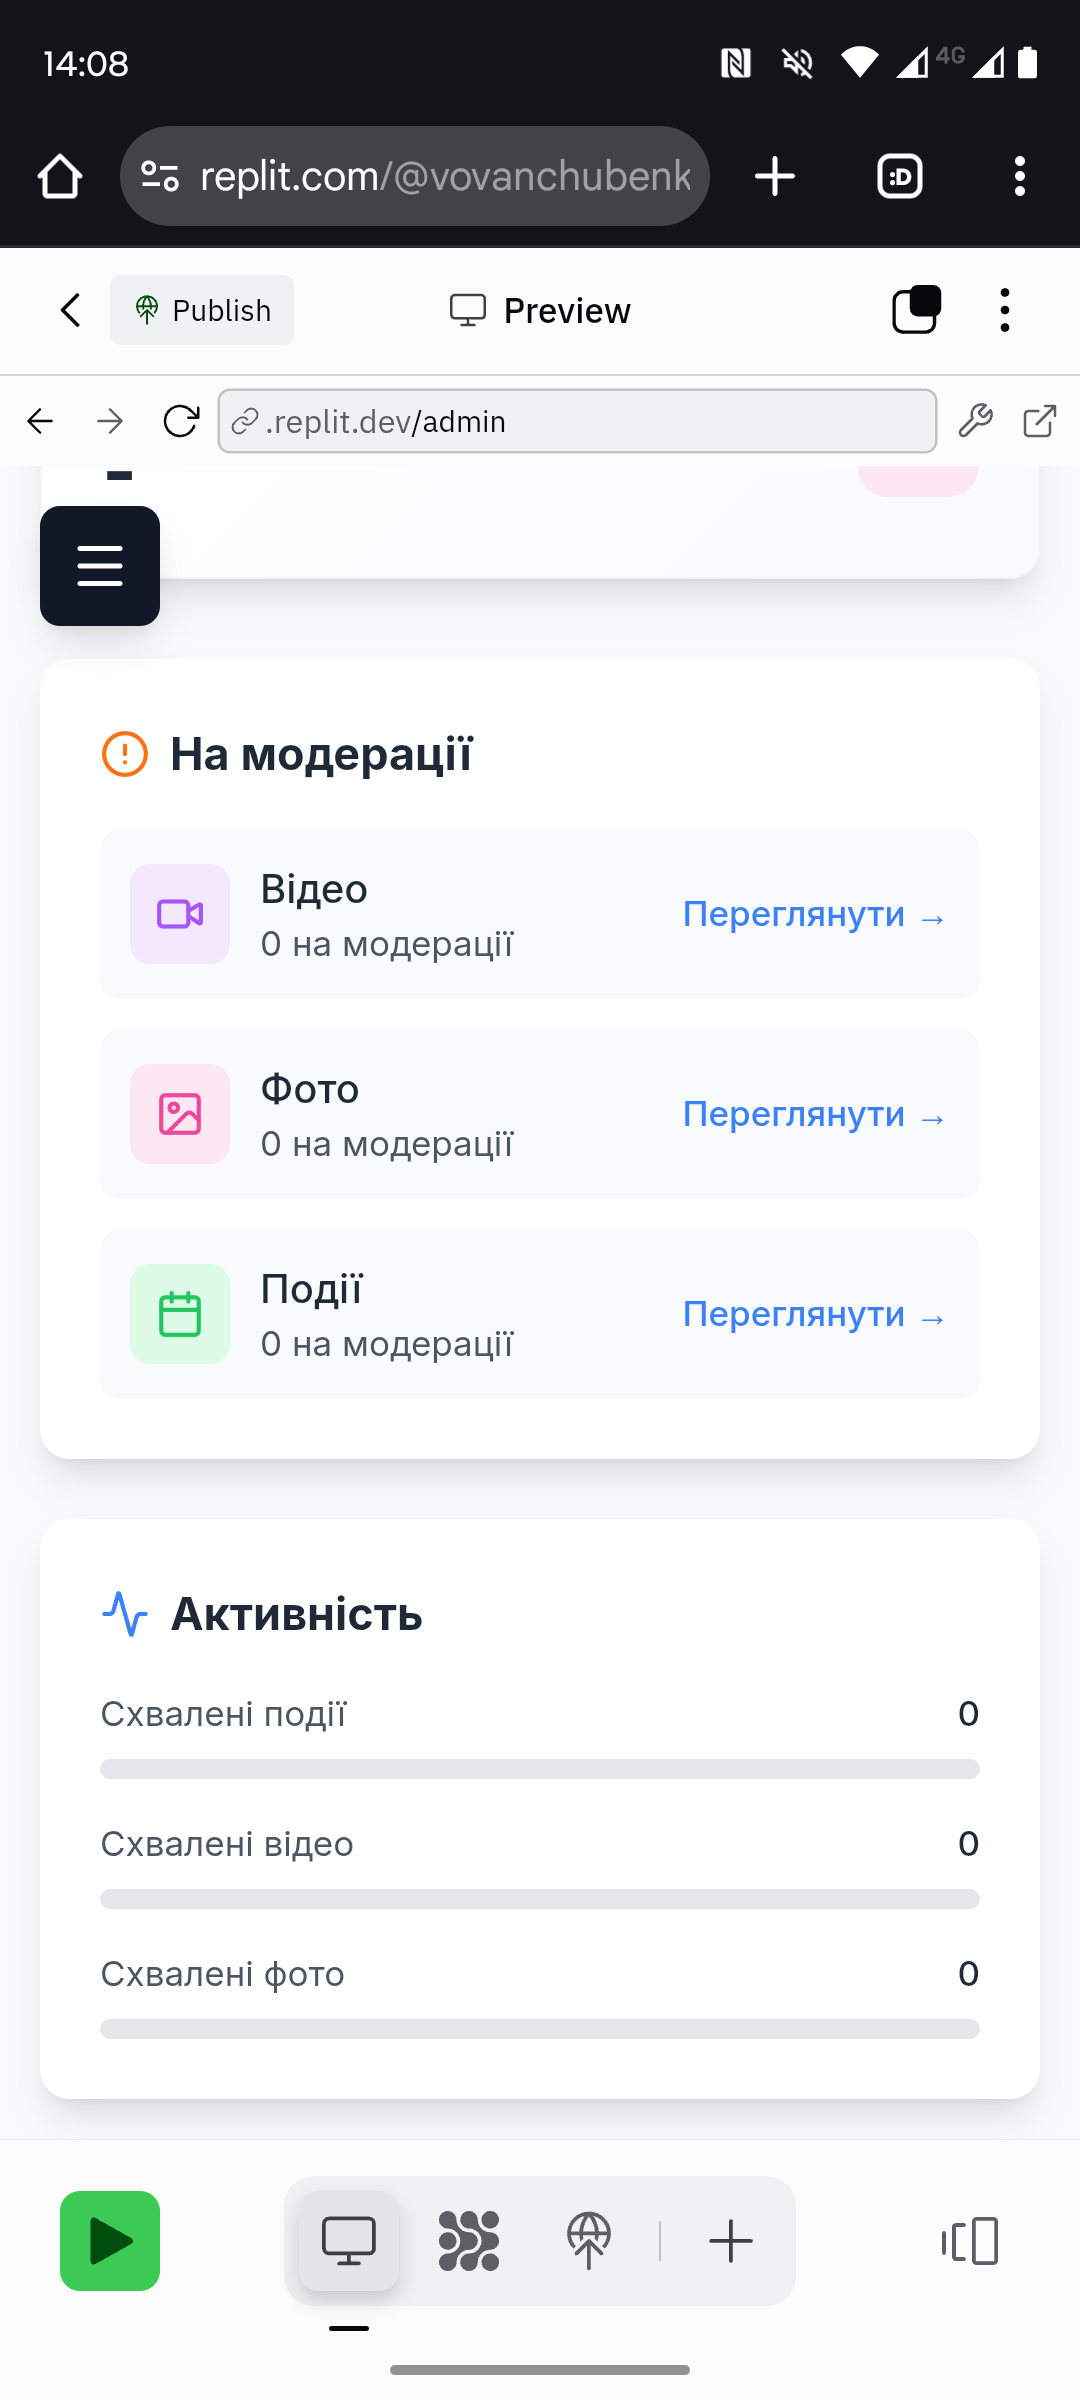 14:08
4G
replit.com/@vovanchubenk
:D
Publish
Preview
.replit.dev/admin
На модерації
Відео
0 на модерації
Переглянути →
Фото
0 на модерації
Переглянути →
Події
0 на модерації
Переглянути →
Активність
Схвалені події
0
Схвалені відео
0
Схвалені фото
0